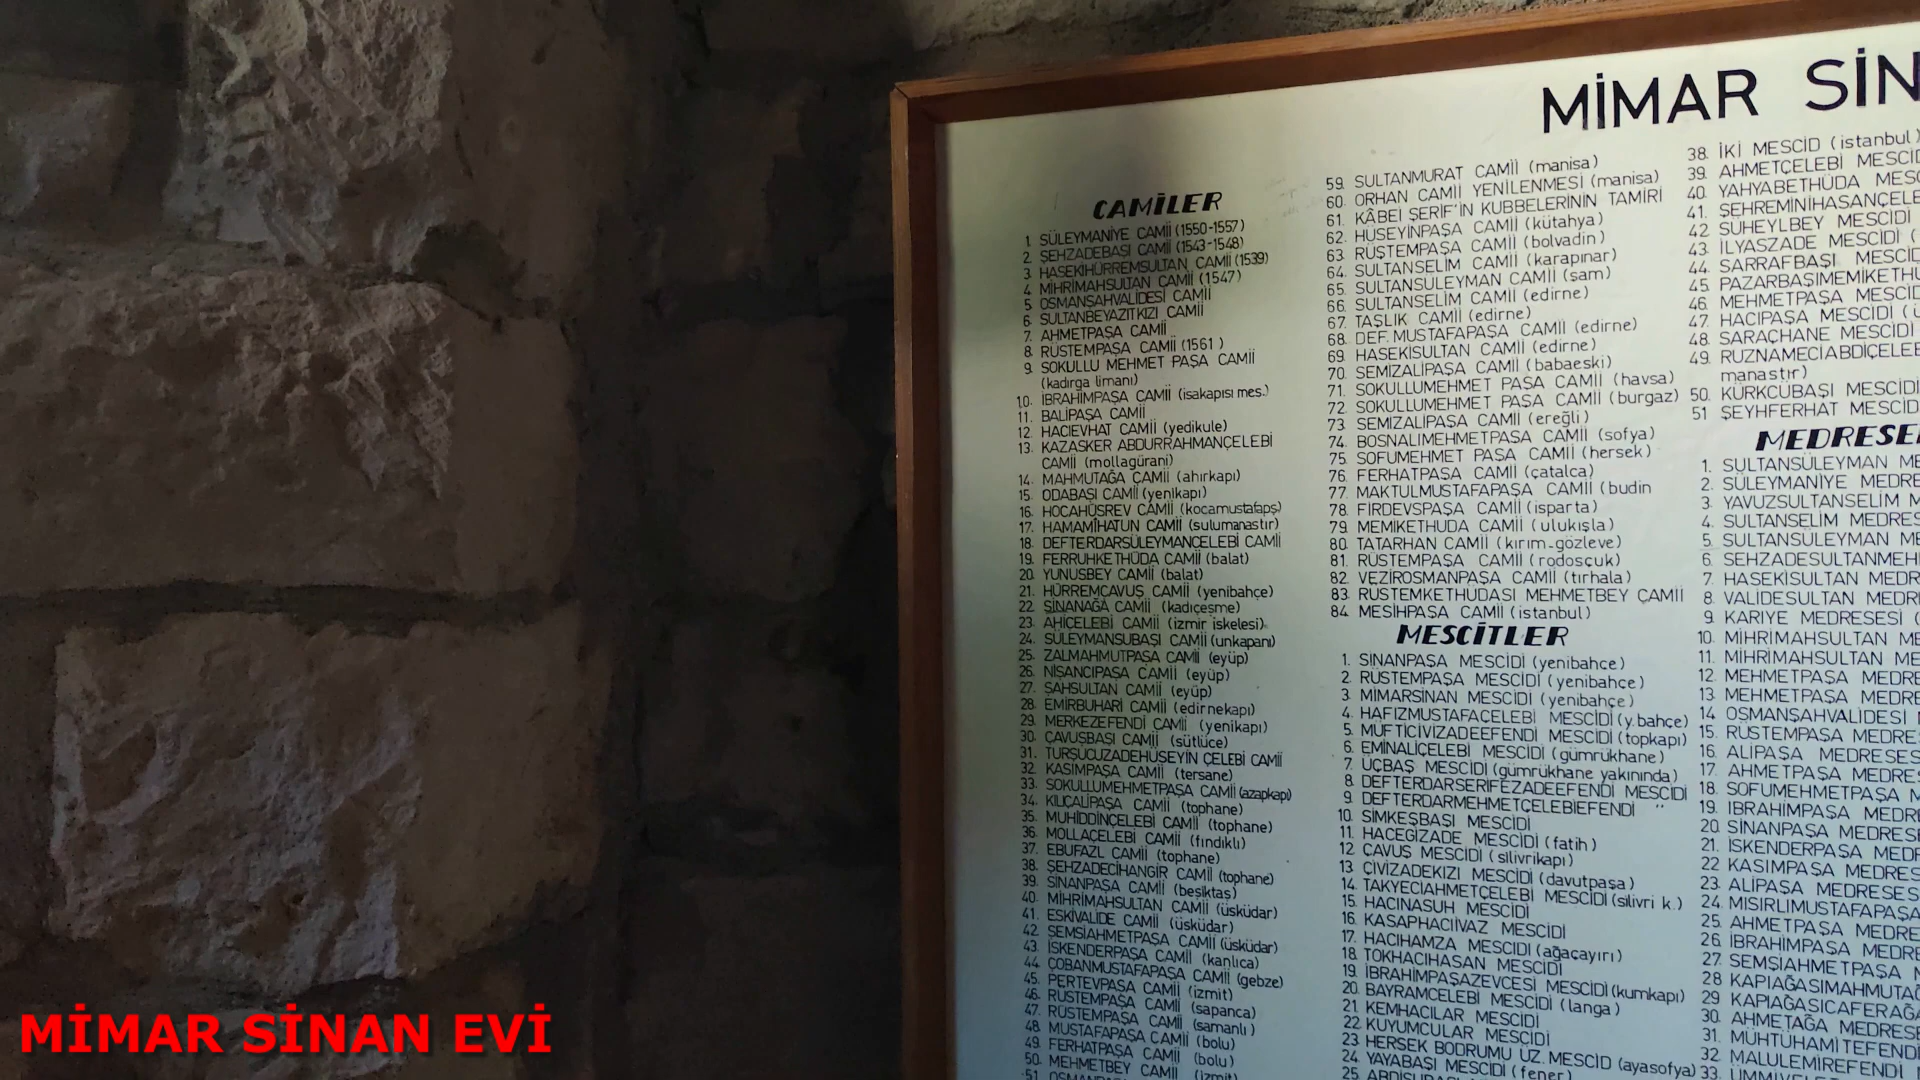 MİMAR SİN
CAMİLER
1. SÜLEYMANİYE CAMİİ (1550-1557)
2. ŞEHZADEBAŞI CAMİİ (1543-1548)
3. HASEKİHÜRREMSULTAN CAMİİ (1539)
4. MİHRİMAHSULTAN CAMİİ (1547)
5. OSMANŞAHVALİDESİ CAMİİ
6. SULTANBEYAZITKIZI CAMİİ
7. AHMETPAŞA CAMİİ
8. RÜSTEMPAŞA CAMİİ (1561)
9. SOKULLU MEHMET PAŞA CAMİİ
(kadırga limanı)
10. İBRAHİMPAŞA CAMİİ (isakapısı mes.)
11. BALİPAŞA CAMİİ
12. HACIEVHAT CAMİİ (yedikule)
13. KAZASKER ABDURRAHMANÇELEBİ
CAMİİ (mollagürani)
14. MAHMUTAĞA CAMİİ (ahırkapı)
15. ODABAŞI CAMİİ (yenikapı)
16. HOCAHÜSREV CAMİİ (kocamustafapş)
17. HAMAMİHATUN CAMİİ (sulumanastır)
18. DEFTERDARSÜLEYMANÇELEBİ CAMİİ
19. FERRUHKETHÜDA CAMİİ (balat)
20. YUNUSBEY CAMİİ (balat)
21. HÜRREMÇAVUŞ CAMİİ (yenibahçe)
22. SİNANAĞA CAMİİ (kadıçeşme)
23. AHİÇELEBİ CAMİİ (izmir iskelesi)
24. SÜLEYMANSUBAŞI CAMİİ (unkapanı)
25. ZALMAHMUTPAŞA CAMİİ (eyüp)
26. NİŞANCIPAŞA CAMİİ (eyüp)
27. ŞAHSULTAN CAMİİ (eyüp)
28. EMİRBUHARİ CAMİİ (edirnekapı)
29. MERKEZEFENDİ CAMİİ (yenikapı)
30. ÇAVUŞBAŞI CAMİİ (sütlüce)
31. TURŞUCUZADEHÜSEYİN ÇELEBİ CAMİİ
32. KASIMPAŞA CAMİİ (tersane)
33. SOKULLUMEHMETPAŞA CAMİİ (azapkapı)
34. KILIÇALİPAŞA CAMİİ (tophane)
35. MUHİDDİNÇELEBİ CAMİİ (tophane)
36. MOLLAÇELEBİ CAMİİ (fındıklı)
37. EBUFAZL CAMİİ (tophane)
38. ŞEHZADECİHANGİR CAMİİ (tophane)
39. SİNANPAŞA CAMİİ (beşiktaş)
40. MİHRİMAHSULTAN CAMİİ (üsküdar)
41. ESKİVALİDE CAMİİ (üsküdar)
42. ŞEMSİAHMETPAŞA CAMİİ (üsküdar)
43. İSKENDERPAŞA CAMİİ (kanlıca)
44. ÇOBANMUSTAFAPAŞA CAMİİ (gebze)
45. PERTEVPAŞA CAMİİ (izmit)
46. RÜSTEMPAŞA CAMİİ (sapanca)
47. RÜSTEMPAŞA CAMİİ (samanlı)
48. MUSTAFAPAŞA CAMİİ (bolu)
49. FERHATPAŞA CAMİİ (bolu)
50. MEHMETBEY CAMİİ (izmit)
51.
59. SULTANMURAT CAMİİ (manisa)
60. ORHAN CAMİİ YENİLENMESİ (manisa)
61. KÂBEİ ŞERİF'İN KUBBELERİNİN TAMİRİ
62. HÜSEYİNPAŞA CAMİİ (kütahya)
63. RÜSTEMPAŞA CAMİİ (bolvadin)
64. SULTANSELİM CAMİİ (karapınar)
65. SULTANSÜLEYMAN CAMİİ (şam)
66. SULTANSELİM CAMİİ (edirne)
67. TAŞLIK CAMİİ (edirne)
68. DEF. MUSTAFAPAŞA CAMİİ (edirne)
69. HASEKİSULTAN CAMİİ (edirne)
70. SEMİZALİPAŞA CAMİİ (babaeski)
71. SOKULLUMEHMET PAŞA CAMİİ (havsa)
72. SOKULLUMEHMET PAŞA CAMİİ (burgaz)
73. SEMİZALİPAŞA CAMİİ (ereğli)
74. BOSNALIMEHMETPAŞA CAMİİ (sofya)
75. SOFUMEHMET PAŞA CAMİİ (hersek)
76. FERHATPAŞA CAMİİ (çatalca)
77. MAKTULMUSTAFAPAŞA CAMİİ (budin
78. FİRDEVSPAŞA CAMİİ (isparta)
79. MEMİKETHÜDA CAMİİ (ulukışla)
80. TATARHAN CAMİİ (kırım-gözleve)
81. RÜSTEMPAŞA CAMİİ (rodosçuk)
82. VEZİROSMANPAŞA CAMİİ (tırhala)
83. RÜSTEMKETHÜDASI MEHMETBEY CAMİİ
84. MESİHPAŞA CAMİİ (istanbul)
MESCİTLER
1. SİNANPAŞA MESCİDİ (yenibahçe)
2. RÜSTEMPAŞA MESCİDİ (yenibahçe)
3. MİMARSİNAN MESCİDİ (yenibahçe)
4. HAFIZMUSTAFAÇELEBİ MESCİDİ (y.bahçe)
5. MÜFTİÇİVİZADEEFENDİ MESCİDİ (topkapı)
6. EMİNALİÇELEBİ MESCİDİ (gümrükhane)
7. ÜÇBAŞ MESCİDİ (gümrükhane yakınında)
8. DEFTERDARŞERİFEZADEEFENDİ MESCİDİ
9. DEFTERDARMEHMETÇELEBİEFENDİ "
10. SİMKEŞBAŞI MESCİDİ
11. HACEGİZADE MESCİDİ (fatih)
12. ÇAVUŞ MESCİDİ (silivrikapı)
13. ÇİVİZADEKIZI MESCİDİ (davutpaşa)
14. TAKYECİAHMETÇELEBİ MESCİDİ (silivri k.)
15. HACINASUH MESCİDİ
16. KASAPHACIİVAZ MESCİDİ
17. HACIHAMZA MESCİDİ (ağaçayırı)
18. TOKHACIHASAN MESCİDİ
19. İBRAHİMPAŞAZEVCESİ MESCİDİ (kumkapı)
20. BAYRAMÇELEBİ MESCİDİ (langa)
21. KEMHACILAR MESCİDİ
22. KUYUMCULAR MESCİDİ
23. HERSEK BODRUMU ÜZ. MESCİD (ayasofya)
24. YAYABAŞI MESCİDİ (fener)
25.
38. İKİ MESCİD (istanbul)
39. AHMETÇELEBİ MESCİD
40. YAHYABETHÜDA MESC
41. ŞEHREMİNİHASANÇELE
42. SÜHEYLBEY MESCİDİ
43. İLYASZADE MESCİDİ (
44. SARRAFBAŞI MESCİD
45. PAZARBAŞIMEMİKETHÜ
46. MEHMETPAŞA MESCİD
47. HACIPAŞA MESCİDİ (ü
48. SARAÇHANE MESCİDİ
49. RUZNAMECİABDİÇELEB
manastır)
50. KÜRKÇÜBAŞI MESCİDİ
51 ŞEYHFERHAT MESCİD
MEDRESE
1. SULTANSÜLEYMAN ME
2. SÜLEYMANİYE MEDRE
3. YAVUZSULTANSELİM M
4. SULTANSELİM MEDRES
5. SULTANSÜLEYMAN ME
6. ŞEHZADESULTANMEH
7. HASEKİSULTAN MEDR
8. VALİDESULTAN MEDR
9. KARİYE MEDRESESİ (
10. MİHRİMAHSULTAN M
11. MİHRİMAHSULTAN ME
12. MEHMETPAŞA MEDRE
13. MEHMETPAŞA MEDRE
14. OSMANŞAHVALİDESİ
15. RÜSTEMPAŞA MEDRE
16. ALİPAŞA MEDRESES
17. AHMETPAŞA MEDRE
18. SOFUMEHMETPAŞA M
19. İBRAHİMPAŞA MEDR
20. SİNANPAŞA MEDRES
21. İSKENDERPAŞA MED
22. KASIMPAŞA MEDRE
23. ALİPAŞA MEDRESES
24. MISIRLIMUSTAFAPAŞA
25. AHMETPAŞA MEDRE
26. İBRAHİMPAŞA MEDR
27. ŞEMSİAHMETPAŞA
28 KAPIAĞASIMAHMUTAĞ
29. KAPIAĞASICAFERAĞ
30. AHMETAĞA MEDRES
31. MÜHTÜHAMİTEFENDİ
32. MALULEMİREFENDİ
33.
MİMAR SİNAN EVİ